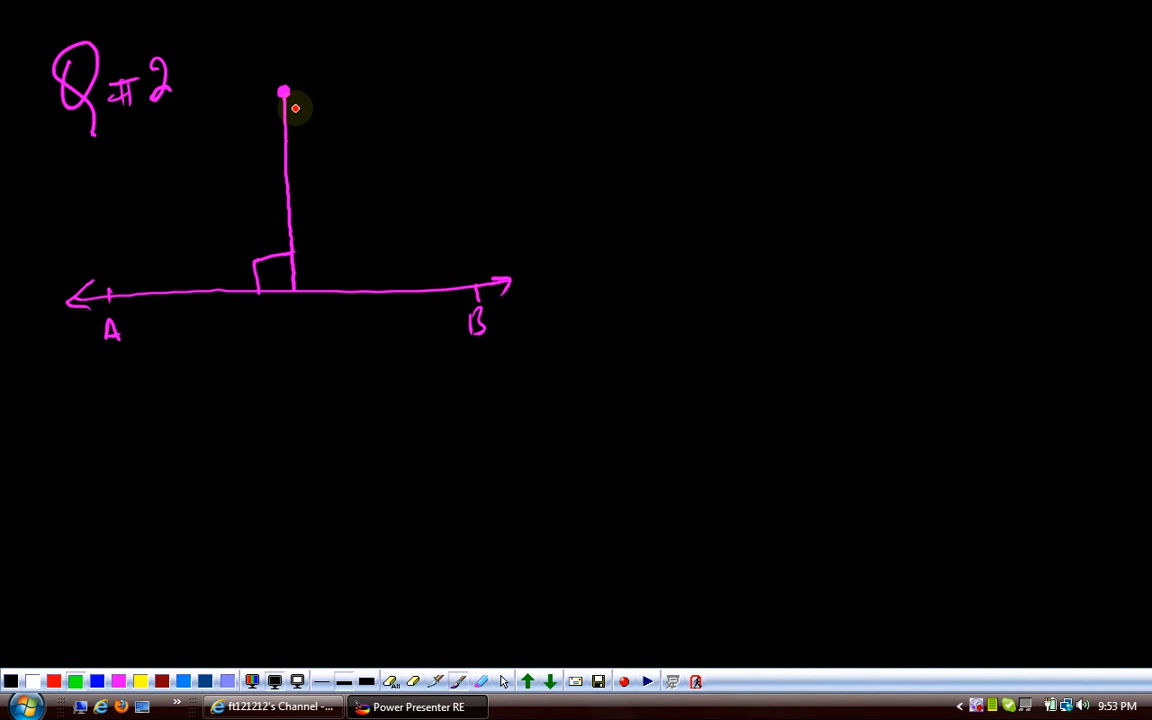 Q #2
A
B
ft121212's Channel -...
Power Presenter RE
9:53 PM